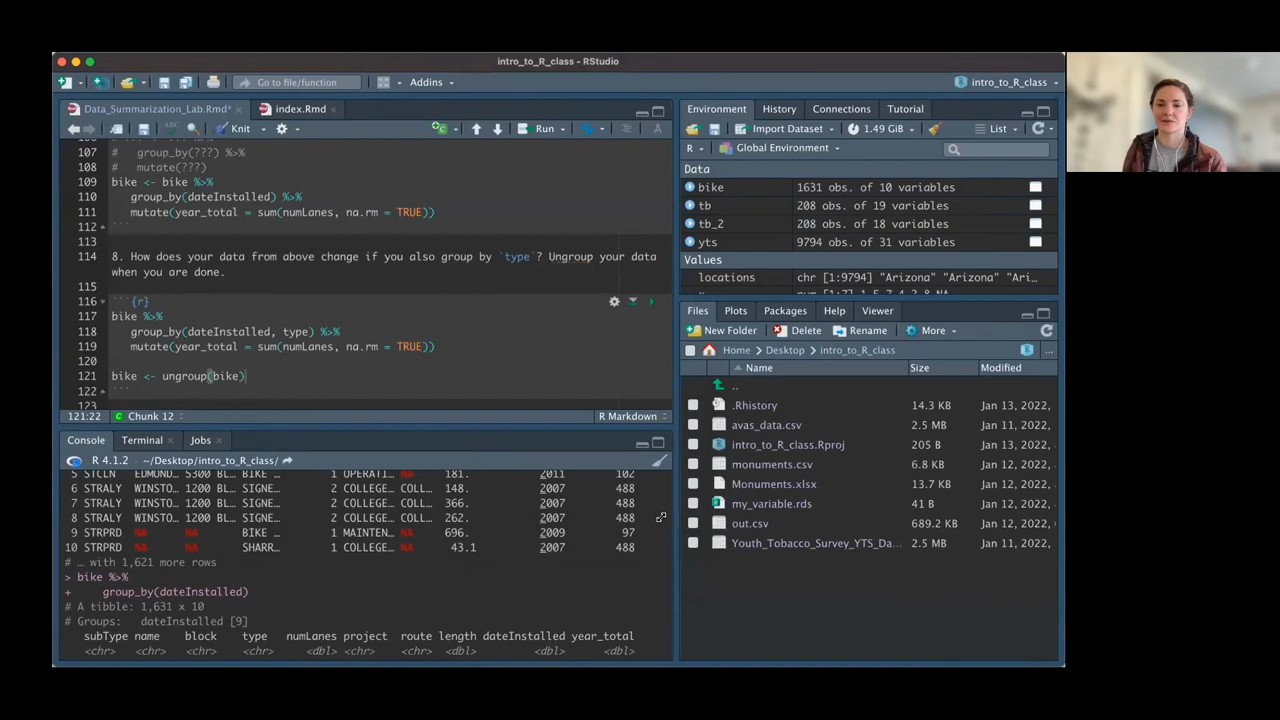 intro_to_R_class - RStudio
Go to file/function
Addins
intro_to_R_class
Data_Summarization_Lab.Rmd*
index.Rmd
Knit
Run
107 # group_by(???) %>%
108 # mutate(???)
109 bike <- bike %>%
110 group_by(dateInstalled) %>%
111 mutate(year_total = sum(numLanes, na.rm = TRUE))
112 ```
113
114 8. How does your data from above change if you also group by `type`? Ungroup your data
when you are done.
115
116 ```{r}
117 bike %>%
118 group_by(dateInstalled, type) %>%
119 mutate(year_total = sum(numLanes, na.rm = TRUE))
120
121 bike <- ungroup(bike)
122 ```
123
121:22 Chunk 12 R Markdown
Console Terminal Jobs
R 4.1.2 · ~/Desktop/intro_to_R_class/
5 STCLN EDMOND… 5300 BL… BIKE … 1 OPERATI… NA 181. 2011 102
6 STRALY WINSTO… 1200 BL… SIGNE… 2 COLLEGE… COLL… 148. 2007 488
7 STRALY WINSTO… 1200 BL… SIGNE… 2 COLLEGE… COLL… 366. 2007 488
8 STRALY WINSTO… 1200 BL… SIGNE… 2 COLLEGE… COLL… 262. 2007 488
9 STRPRD NA NA BIKE … 1 MAINTEN… NA 696. 2009 97
10 STRPRD NA NA SHARR… 1 COLLEGE… NA 43.1 2007 488
# … with 1,621 more rows
> bike %>%
+ group_by(dateInstalled)
# A tibble: 1,631 x 10
# Groups: dateInstalled [9]
subType name block type numLanes project route length dateInstalled year_total
<chr> <chr> <chr> <chr> <dbl> <chr> <chr> <dbl> <dbl> <dbl>
Environment History Connections Tutorial
Import Dataset 1.49 GiB List
R Global Environment
Data
bike 1631 obs. of 10 variables
tb 208 obs. of 19 variables
tb_2 208 obs. of 18 variables
yts 9794 obs. of 31 variables
Values
locations chr [1:9794] "Arizona" "Arizona" "Ari…
Files Plots Packages Help Viewer
New Folder Delete Rename More
Home Desktop intro_to_R_class
Name Size Modified
..
.Rhistory 14.3 KB Jan 13, 2022,
avas_data.csv 2.5 MB Jan 11, 2022,
intro_to_R_class.Rproj 205 B Jan 13, 2022,
monuments.csv 6.8 KB Jan 12, 2022,
Monuments.xlsx 13.7 KB Jan 12, 2022,
my_variable.rds 41 B Jan 12, 2022,
out.csv 689.2 KB Jan 12, 2022,
Youth_Tobacco_Survey_YTS_Da… 2.5 MB Jan 11, 2022,